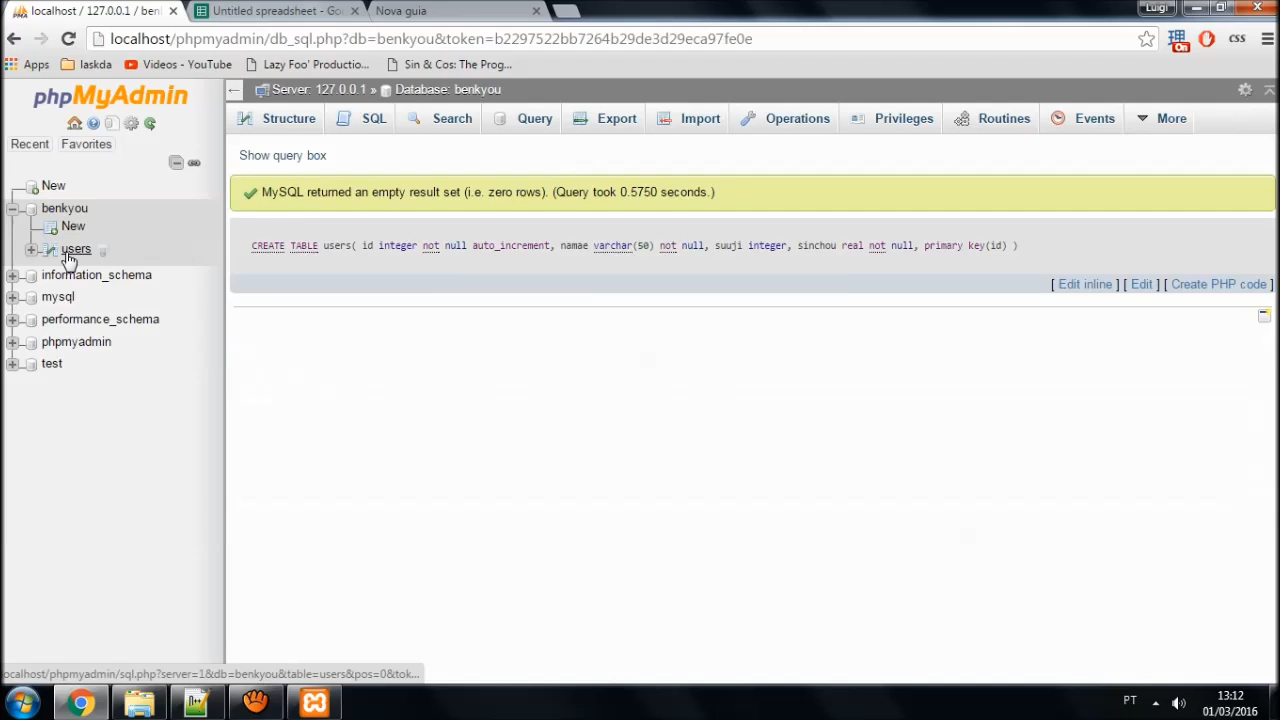 localhost / 127.0.0.1 / ben
Untitled spreadsheet - Go
Nova guia
Luigi
localhost/phpmyadmin/db_sql.php?db=benkyou&token=b2297522bb7264b29de3d29eca97fe0e
On
css
Apps
laskda
Videos - YouTube
Lazy Foo' Productio...
Sin & Cos: The Prog...
phpMyAdmin
Server: 127.0.0.1 » Database: benkyou
Structure
SQL
Search
Query
Export
Import
Operations
Privileges
Routines
Events
More
Recent
Favorites
Show query box
New
MySQL returned an empty result set (i.e. zero rows). (Query took 0.5750 seconds.)
benkyou
New
users
CREATE TABLE users( id integer not null auto_increment, namae varchar(50) not null, suuji integer, sinchou real not null, primary key(id) )
information_schema
[ Edit inline ] [ Edit ] [ Create PHP code ]
mysql
performance_schema
phpmyadmin
test
localhost/phpmyadmin/sql.php?server=1&db=benkyou&table=users&pos=0&tok...
PT
13:12
01/03/2016